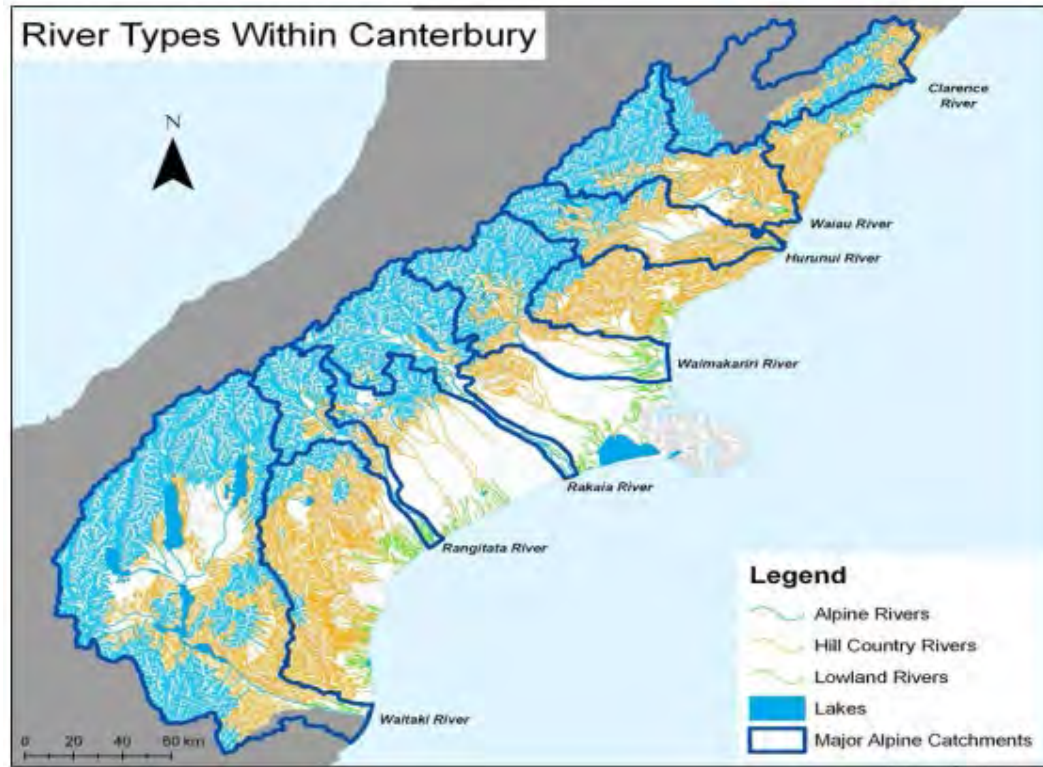 River Types Within Canterbury
N
Clarence
River
Waiau River
Hurunui River
Waimakariri River
Rakaia River
Rangitata River
Waitaki River
Legend
Alpine Rivers
Hill Country Rivers
Lowland Rivers
Lakes
Major Alpine Catchments
0 20 40 60 km